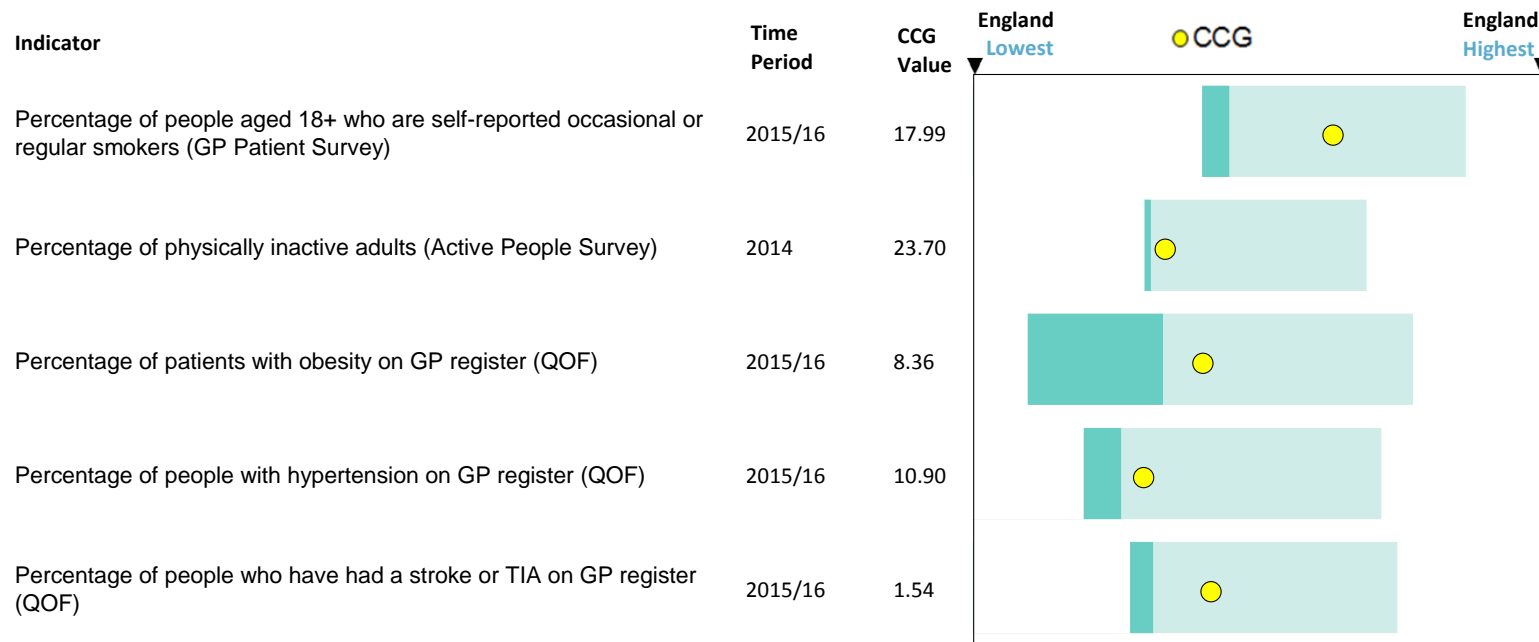 Indicator
Time Period
CCG Value
England Lowest
CCG
England Highest
Percentage of people aged 18+ who are self-reported occasional or
regular smokers (GP Patient Survey)
2015/16
17.99
Percentage of physically inactive adults (Active People Survey)
2014
23.70
Percentage of patients with obesity on GP register (QOF)
2015/16
8.36
Percentage of people with hypertension on GP register (QOF)
2015/16
10.90
Percentage of people who have had a stroke or TIA on GP register
(QOF)
2015/16
1.54